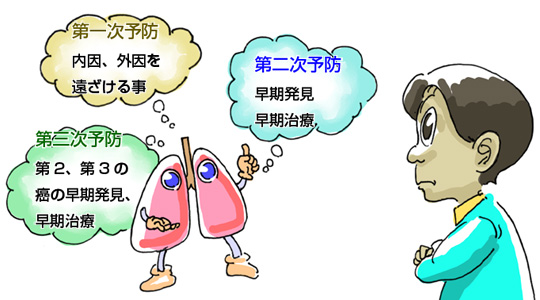 第一次予防
内因、外因を
遠ざける事
第二次予防
早期発見
早期治療
第三次予防
第２、第３の
癌の早期発見、
早期治療